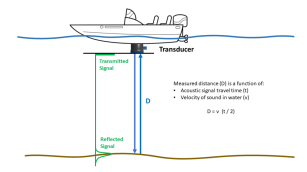 Transducer
Transmitted
Signal
Measured distance (D) is a function of:
• Acoustic signal travel time (t)
• Velocity of sound in water (v)
D
D = v (t / 2)
Reflected
Signal